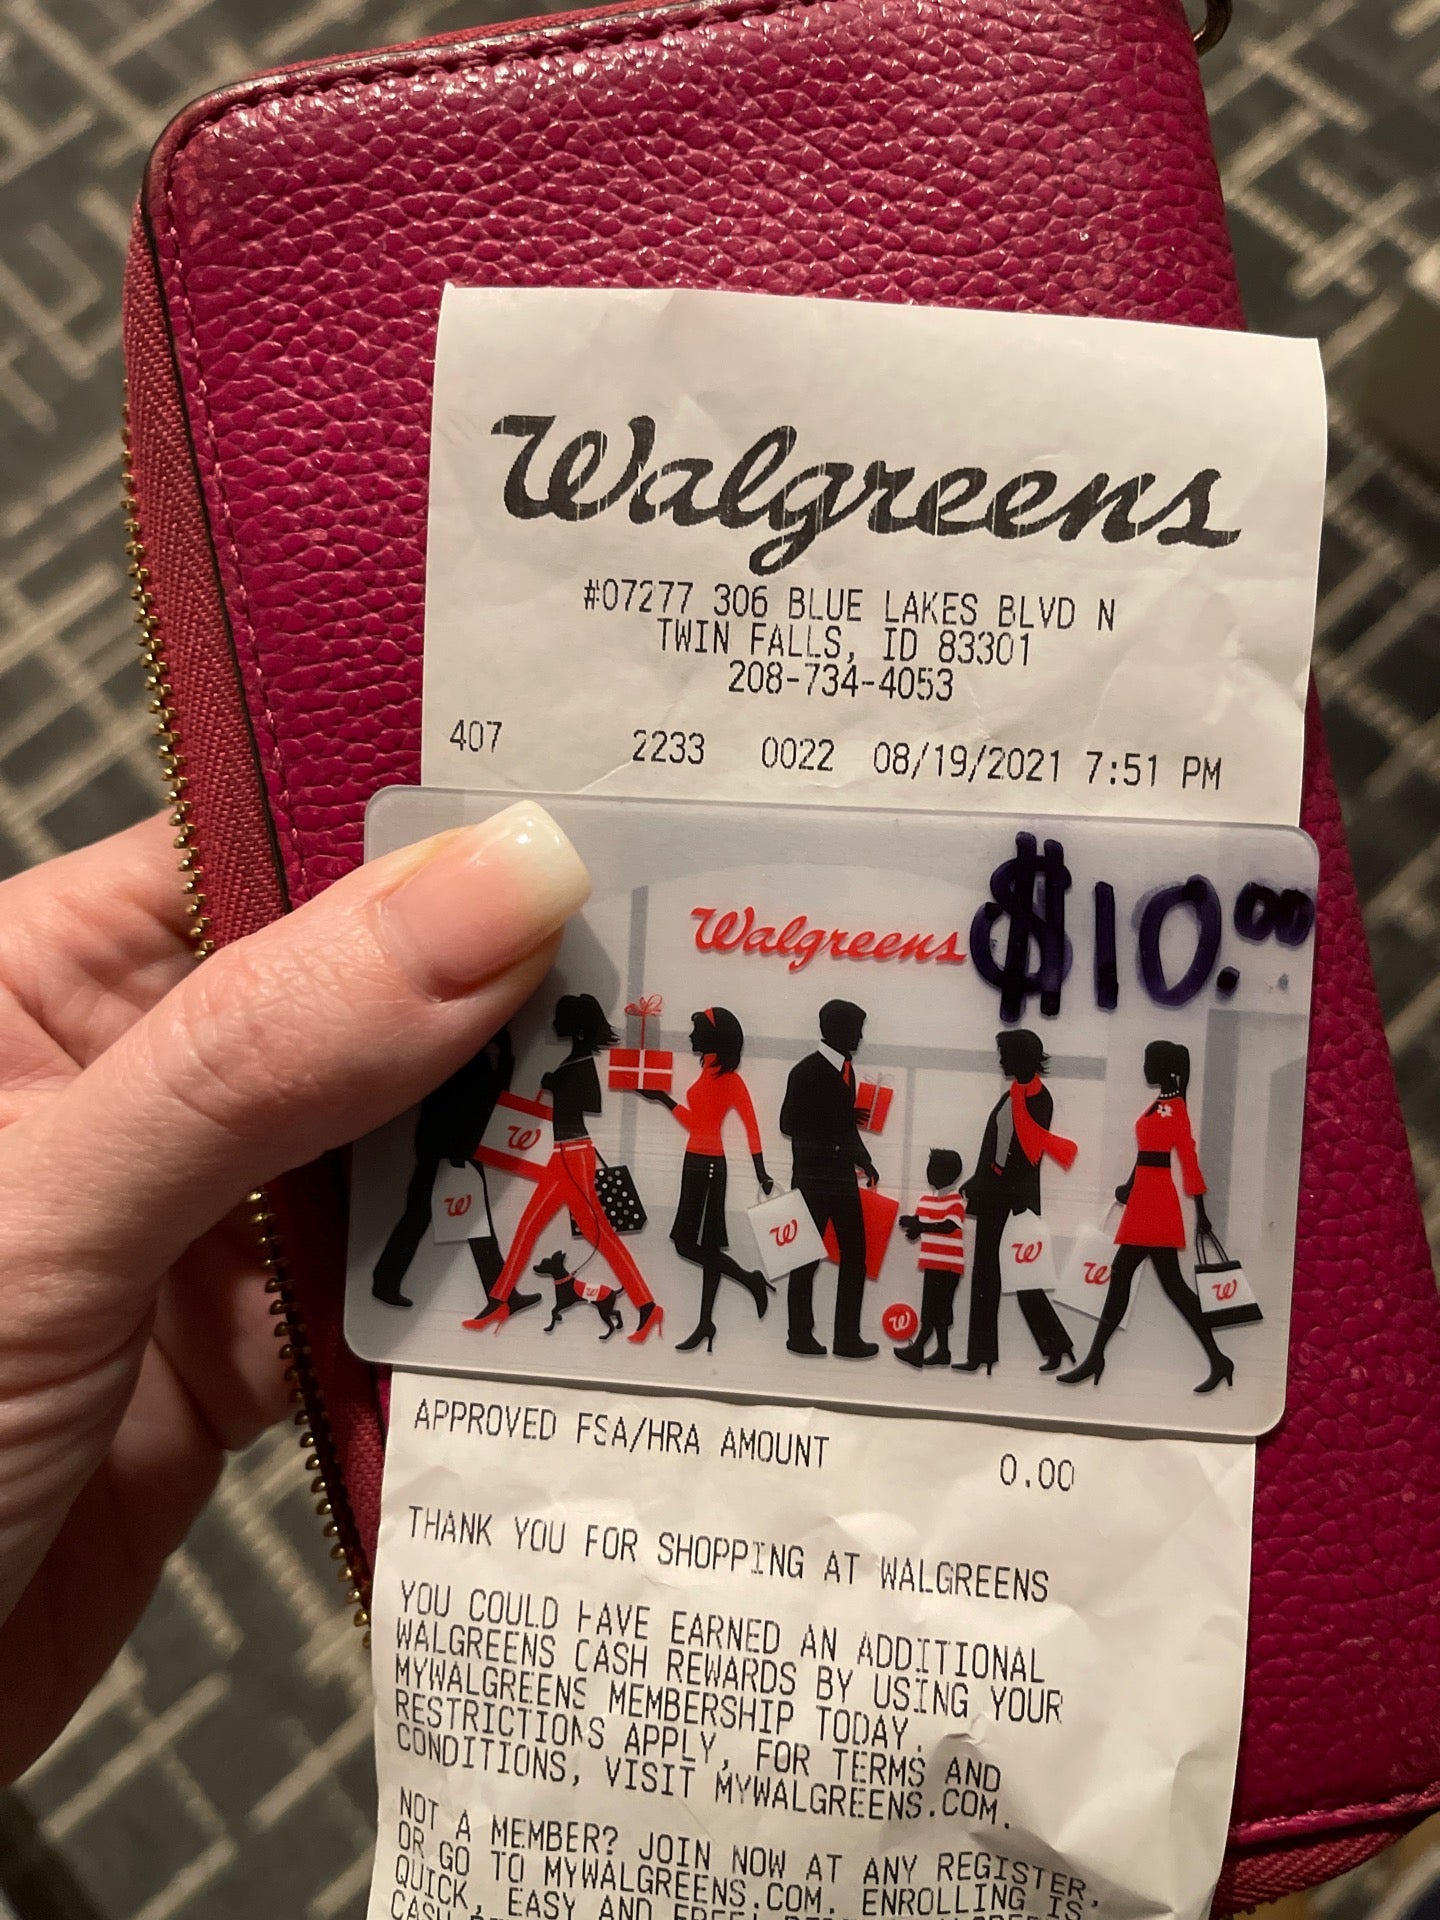 Walgreens
#07277 306 BLUE LAKES BLVD N
TWIN FALLS, ID 83301
208-734-4053
407 2233 0022 08/19/2021 7:51 PM
Walgreens $10.00
W
W
W
W
W
W
W
W
APPROVED FSA/HRA AMOUNT 0.00
THANK YOU FOR SHOPPING AT WALGREENS
YOU COULD HAVE EARNED AN ADDITIONAL
WALGREENS CASH REWARDS BY USING YOUR
MYWALGREENS MEMBERSHIP TODAY.
RESTRICTIONS APPLY, FOR TERMS AND
CONDITIONS, VISIT MYWALGREENS.COM.
NOT A MEMBER? JOIN NOW AT ANY REGISTER,
OR GO TO MYWALGREENS.COM. ENROLLING IS
QUICK, EASY AND FREE!
CASH